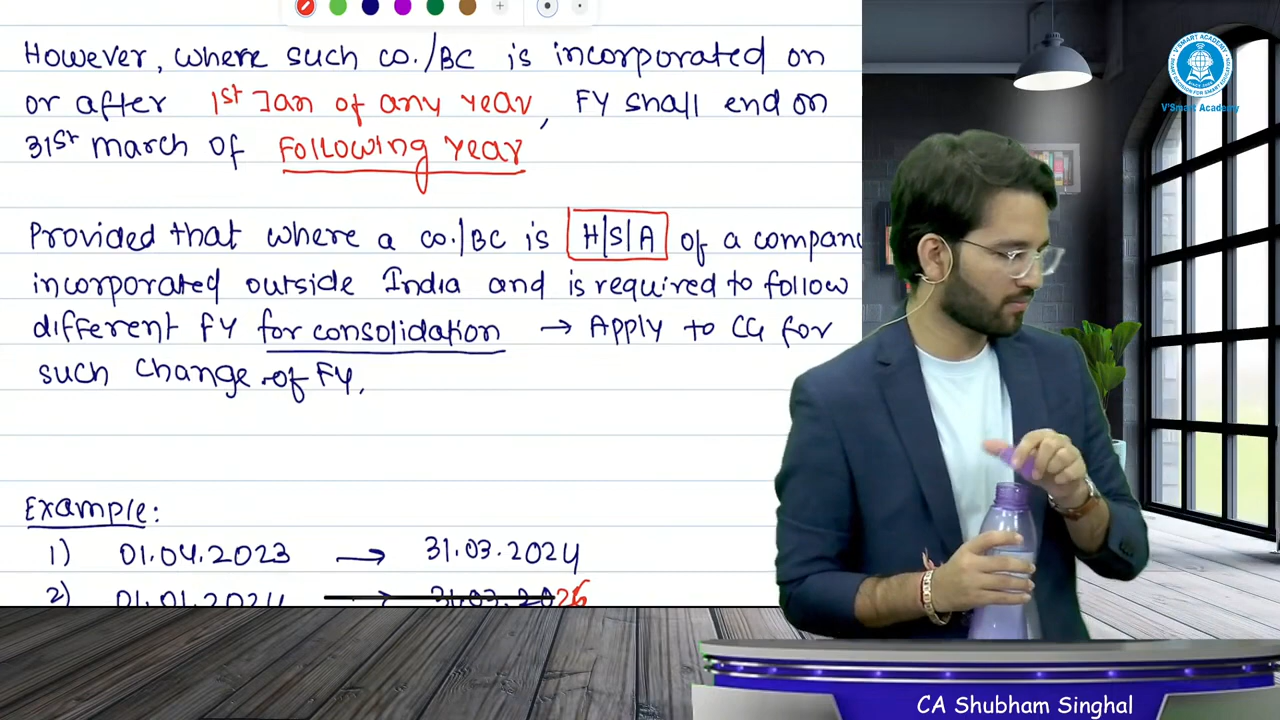 However, where such co./BC is incorporated on
or after 1st Jan of any year, FY shall end on
31st march of Following year
Provided that where a co./BC is H|S|A of a compan
incorporated outside India and is required to follow
different FY for consolidation → Apply to CG for
such change of FY.
Example:
1) 01.04.2023 → 31.03.2024
2) 01.01.2024 → 31.03.2025
V'SMART ACADEMY
V'Smart Academy
CA Shubham Singhal